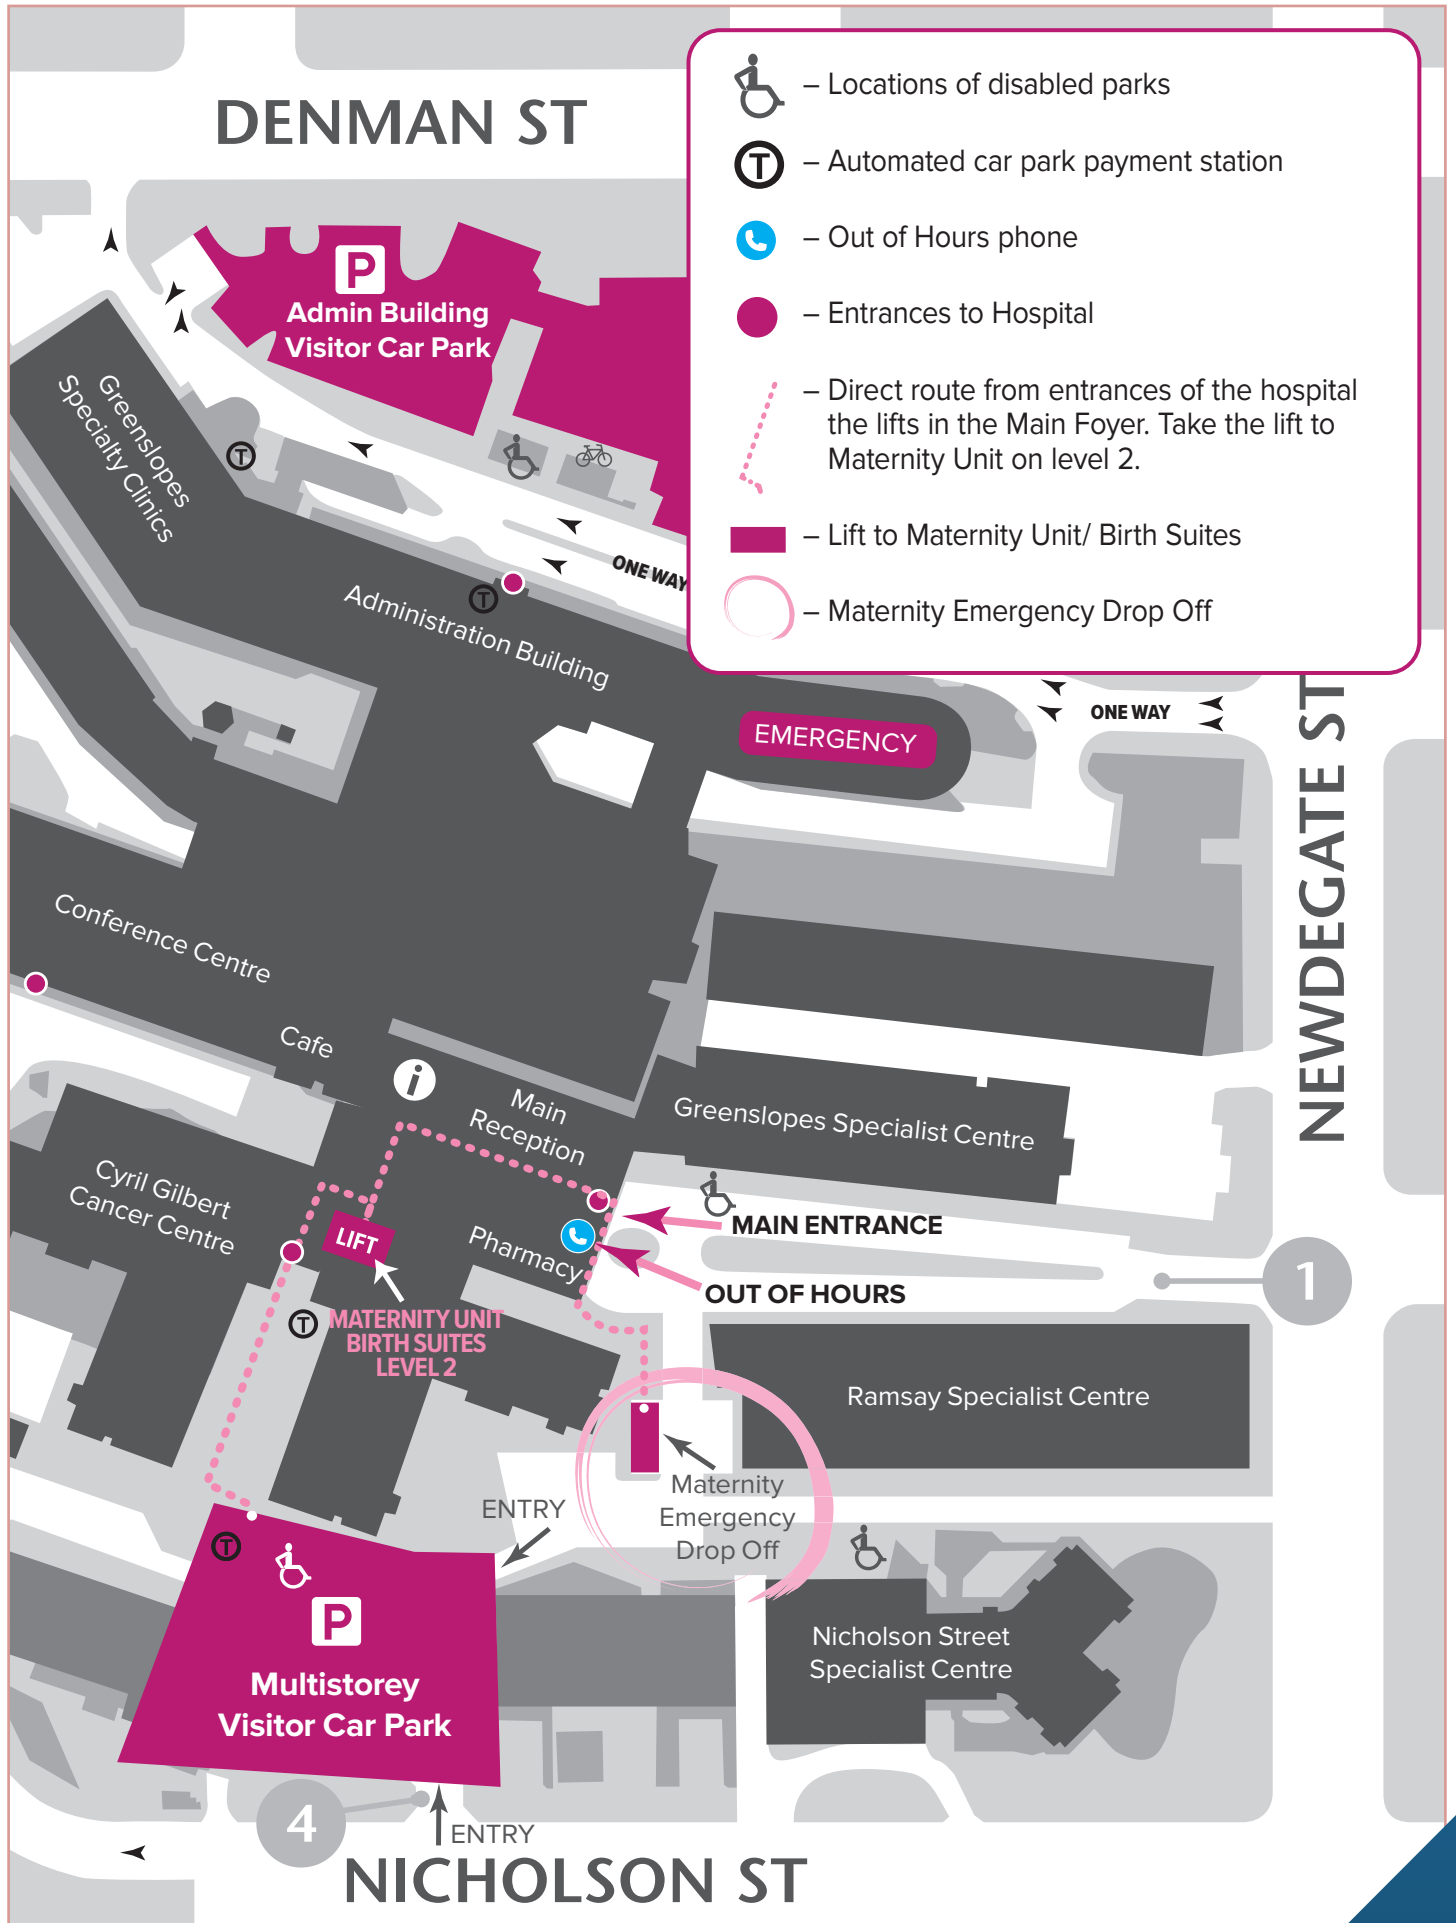 DENMAN ST
– Locations of disabled parks
T
– Automated car park payment station
– Out of Hours phone
– Entrances to Hospital
– Direct route from entrances of the hospital
the lifts in the Main Foyer. Take the lift to
Maternity Unit on level 2.
– Lift to Maternity Unit/ Birth Suites
– Maternity Emergency Drop Off
P
Admin Building
Visitor Car Park
Greenslopes
Specialty Clinics
T
ONE WAY
T
Administration Building
ONE WAY
EMERGENCY
NEWDEGATE ST
Conference Centre
Cafe
i
Main
Reception
Greenslopes Specialist Centre
Cyril Gilbert
Cancer Centre
LIFT
Pharmacy
MAIN ENTRANCE
OUT OF HOURS
1
T
MATERNITY UNIT
BIRTH SUITES
LEVEL 2
Ramsay Specialist Centre
Maternity
Emergency
Drop Off
ENTRY
T
P
Multistorey
Visitor Car Park
Nicholson Street
Specialist Centre
4
ENTRY
NICHOLSON ST